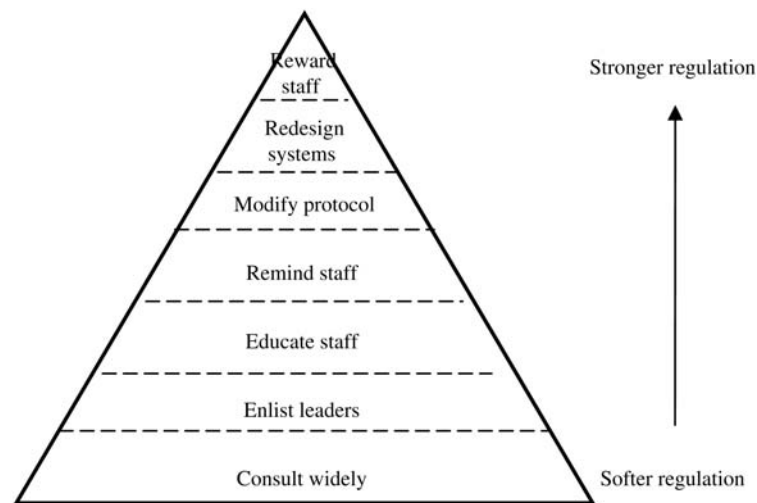 Reward
staff
Stronger regulation
Redesign
systems
Modify protocol
Remind staff
Educate staff
Enlist leaders
Consult widely
Softer regulation